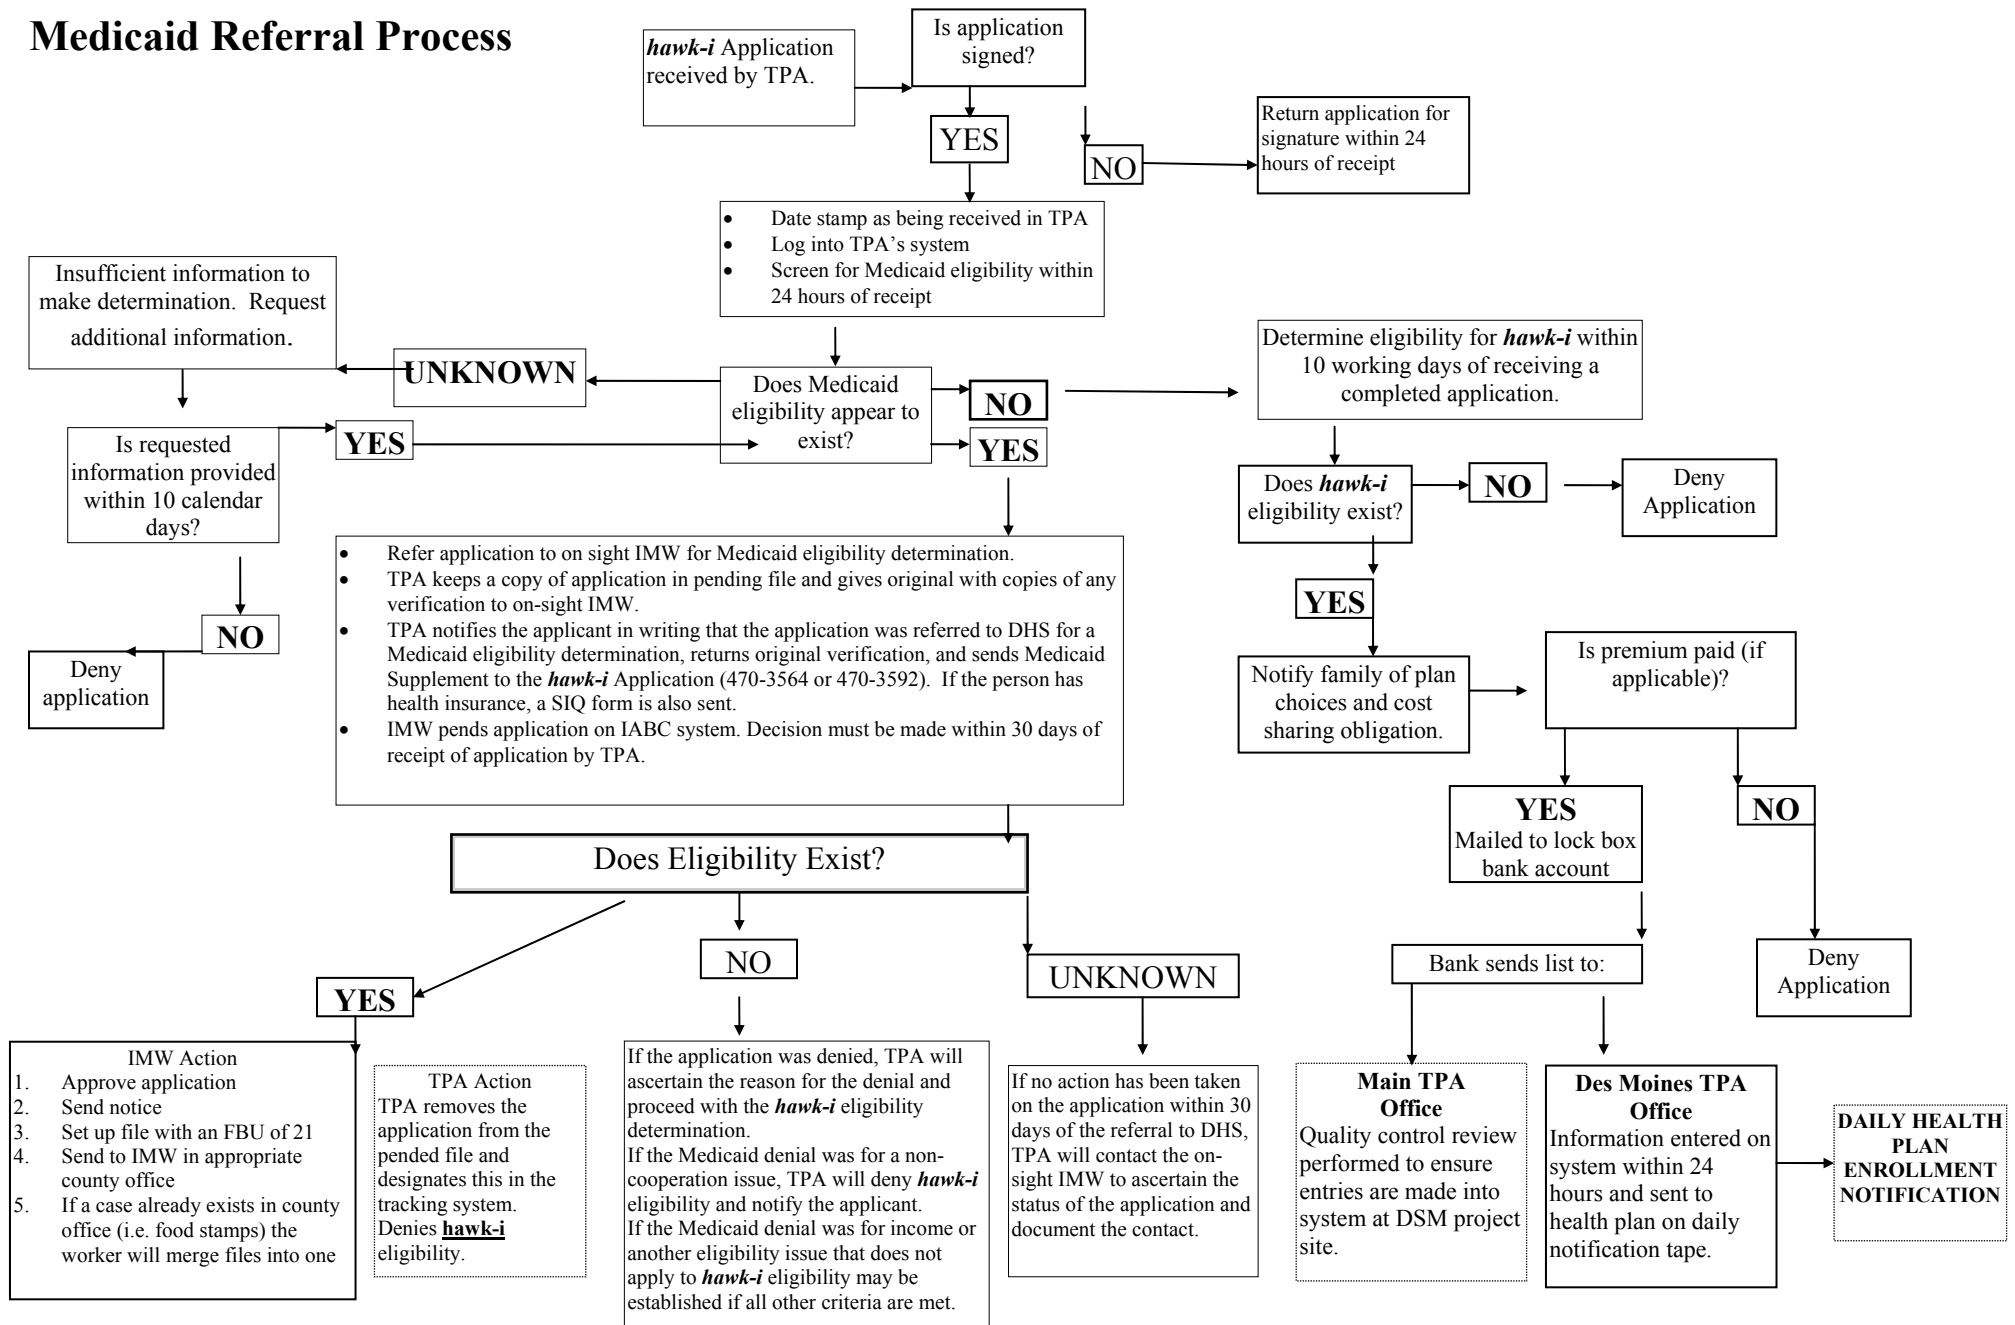 Medicaid Referral Process
hawk-i Application
received by TPA.
Is application
signed?
YES
NO
Return application for
signature within 24
hours of receipt
• Date stamp as being received in TPA
• Log into TPA’s system
• Screen for Medicaid eligibility within
24 hours of receipt
Insufficient information to
make determination. Request
additional information.
UNKNOWN
Does Medicaid
eligibility appear to
exist?
NO
YES
Determine eligibility for hawk-i within
10 working days of receiving a
completed application.
Is requested
information provided
within 10 calendar
days?
YES
NO
Deny
application
Does hawk-i
eligibility exist?
NO
Deny
Application
YES
• Refer application to on sight IMW for Medicaid eligibility determination.
• TPA keeps a copy of application in pending file and gives original with copies of any
verification to on-sight IMW.
• TPA notifies the applicant in writing that the application was referred to DHS for a
Medicaid eligibility determination, returns original verification, and sends Medicaid
Supplement to the hawk-i Application (470-3564 or 470-3592). If the person has
health insurance, a SIQ form is also sent.
• IMW pends application on IABC system. Decision must be made within 30 days of
receipt of application by TPA.
Notify family of plan
choices and cost
sharing obligation.
Is premium paid (if
applicable)?
YES
Mailed to lock box
bank account
NO
Deny
Application
Does Eligibility Exist?
YES
NO
UNKNOWN
Bank sends list to:
IMW Action
1. Approve application
2. Send notice
3. Set up file with an FBU of 21
4. Send to IMW in appropriate
county office
5. If a case already exists in county
office (i.e. food stamps) the
worker will merge files into one
TPA Action
TPA removes the
application from the
pended file and
designates this in the
tracking system.
Denies hawk-i
eligibility.
If the application was denied, TPA will
ascertain the reason for the denial and
proceed with the hawk-i eligibility
determination.
If the Medicaid denial was for a non-
cooperation issue, TPA will deny hawk-i
eligibility and notify the applicant.
If the Medicaid denial was for income or
another eligibility issue that does not
apply to hawk-i eligibility may be
established if all other criteria are met.
If no action has been taken
on the application within 30
days of the referral to DHS,
TPA will contact the on-
sight IMW to ascertain the
status of the application and
document the contact.
Main TPA
Office
Quality control review
performed to ensure
entries are made into
system at DSM project
site.
Des Moines TPA
Office
Information entered on
system within 24
hours and sent to
health plan on daily
notification tape.
DAILY HEALTH
PLAN
ENROLLMENT
NOTIFICATION